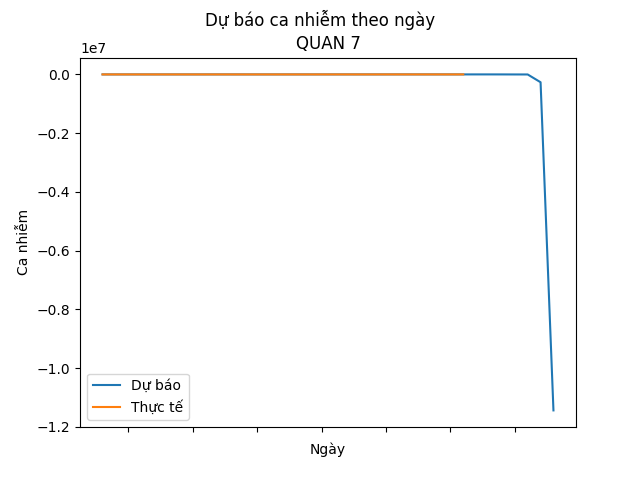 Dự báo ca nhiễm theo ngày
QUAN 7
1e7
0.0
−0.2
−0.4
−0.6
−0.8
−1.0
−1.2
Ca nhiễm
Dự báo
Thực tế
Ngày